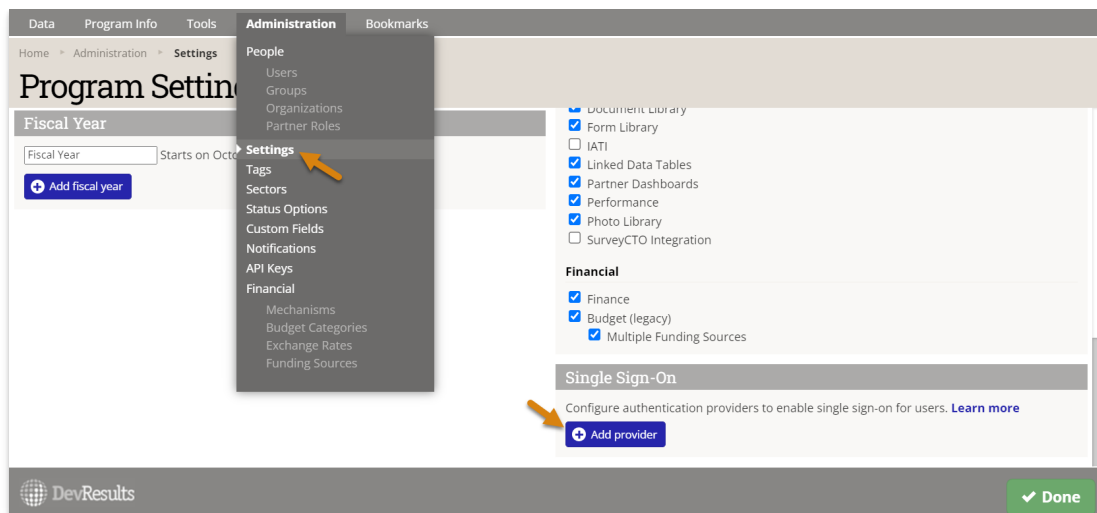 Data Program Info Tools Administration Bookmarks
Home Administration Settings
Program Settin
People
Users
Groups
Organizations
Partner Roles
Settings
Tags
Sectors
Status Options
Custom Fields
Notifications
API Keys
Financial
Mechanisms
Budget Categories
Exchange Rates
Funding Sources
Fiscal Year
Fiscal Year Starts on Octo
Add fiscal year
Document Library
Form Library
IATI
Linked Data Tables
Partner Dashboards
Performance
Photo Library
SurveyCTO Integration
Financial
Finance
Budget (legacy)
Multiple Funding Sources
Single Sign-On
Configure authentication providers to enable single sign-on for users. Learn more
Add provider
DevResults
Done